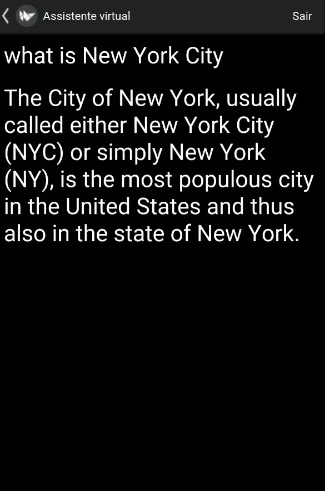 Assistente virtual
Sair
what is New York City
The City of New York, usually
called either New York City
(NYC) or simply New York
(NY), is the most populous city
in the United States and thus
also in the state of New York.